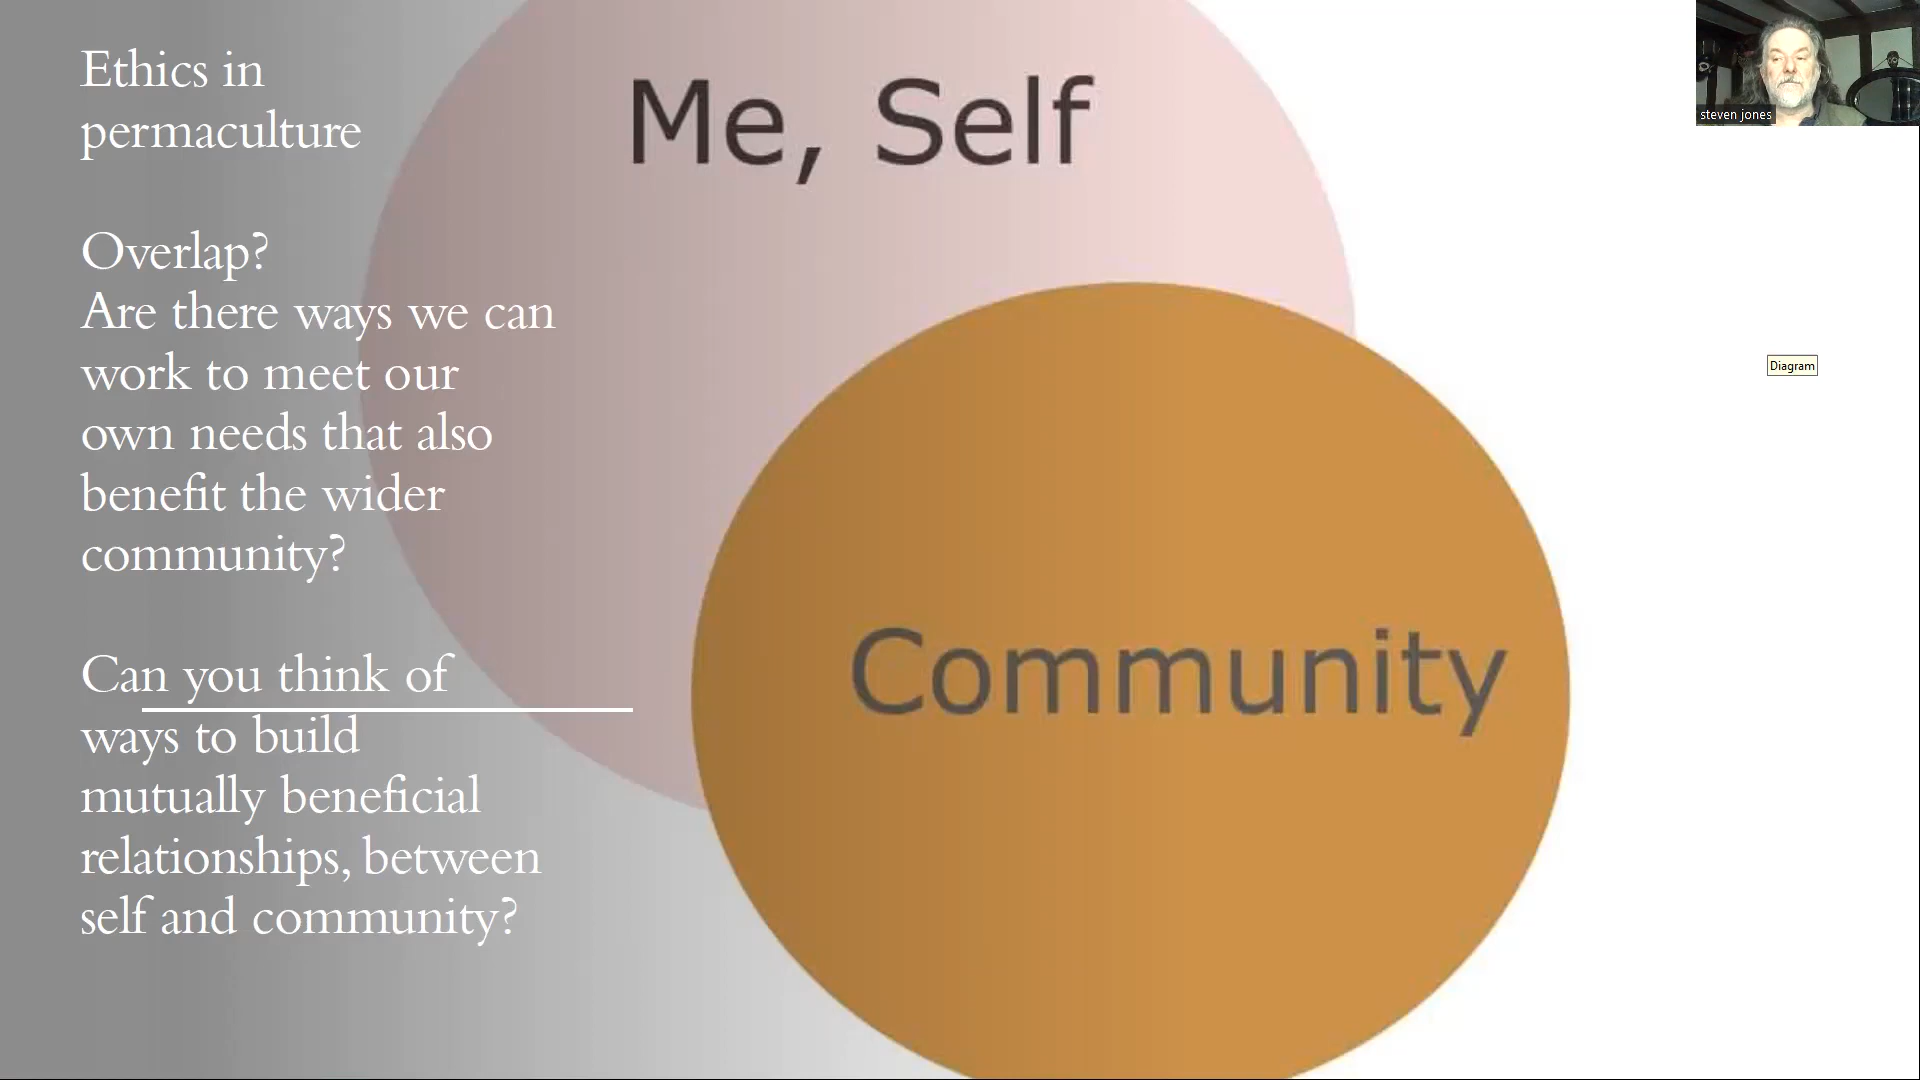 Ethics in
permaculture
Overlap?
Are there ways we can
work to meet our
own needs that also
benefit the wider
community?
Can you think of
ways to build
mutually beneficial
relationships, between
self and community?
Me, Self
Community
steven jones
Diagram